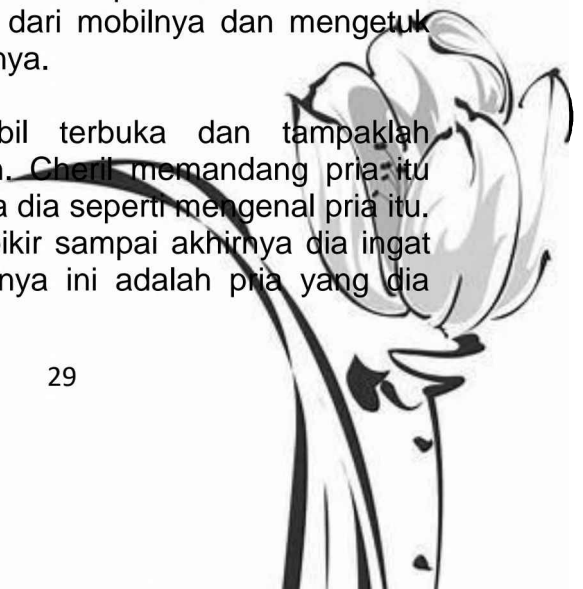 dari mobilnya dan mengetuk
nya.
bil terbuka dan tampaklah
. Cheril memandang pria itu
a dia seperti mengenal pria itu.
ikir sampai akhirnya dia ingat
nya ini adalah pria yang dia
29